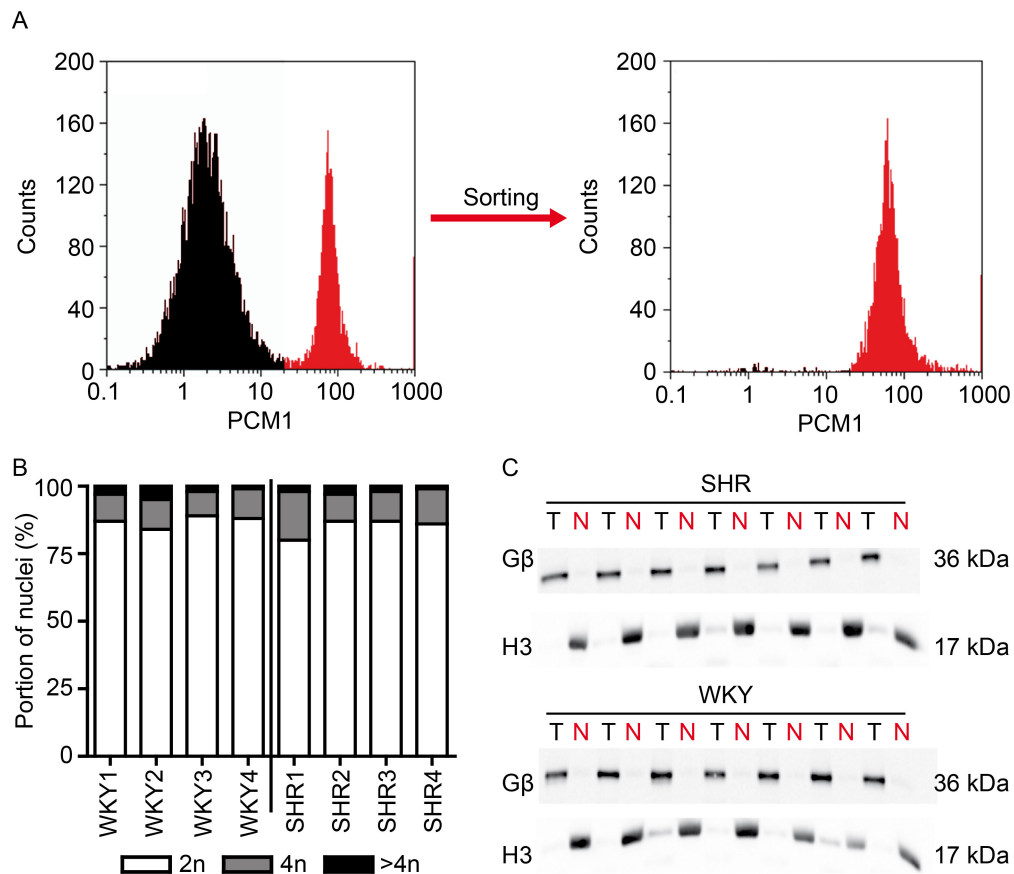 A
200
160
120
80
40
0
Counts
0.1 1 10 100 1000
PCM1
Sorting
200
160
120
80
40
0
Counts
0.1 1 10 100 1000
PCM1
B
100
75
50
25
0
Portion of nuclei (%)
WKY1
WKY2
WKY3
WKY4
SHR1
SHR2
SHR3
SHR4
2n 4n >4n
C
SHR
T N T N T N T N T N T N T N
Gβ 36 kDa
H3 17 kDa
WKY
T N T N T N T N T N T N T N
Gβ 36 kDa
H3 17 kDa